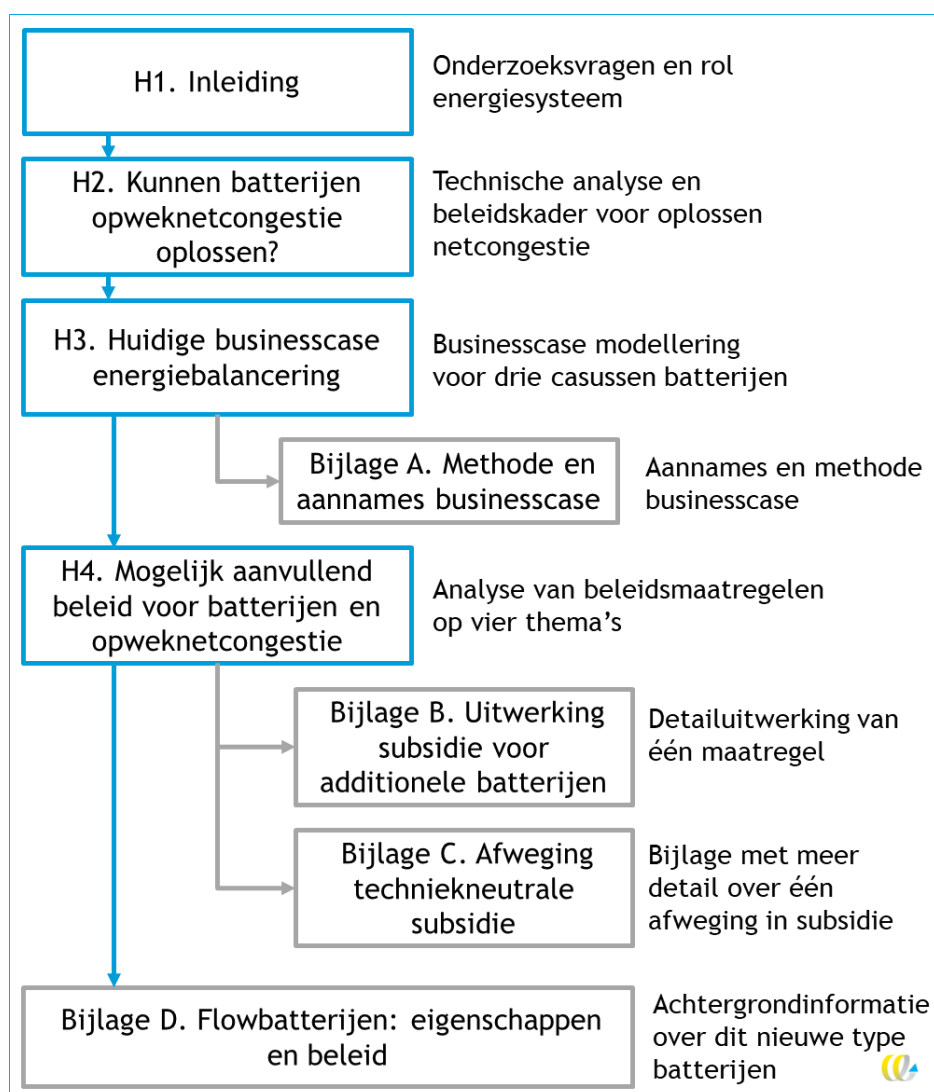 H1. Inleiding
Onderzoeksvragen en rol
energiesysteem
H2. Kunnen batterijen
opweknetcongestie
oplossen?
Technische analyse en
beleidskader voor oplossen
netcongestie
H3. Huidige businesscase
energiebalancering
Businesscase modellering
voor drie casussen batterijen
Bijlage A. Methode en
aannames businesscase
Aannames en methode
businesscase
H4. Mogelijk aanvullend
beleid voor batterijen en
opweknetcongestie
Analyse van beleidsmaatregelen
op vier thema’s
Bijlage B. Uitwerking
subsidie voor
additionele batterijen
Detailuitwerking van
één maatregel
Bijlage C. Afweging
techniekneutrale
subsidie
Bijlage met meer
detail over één
afweging in subsidie
Bijlage D. Flowbatterijen: eigenschappen
en beleid
Achtergrondinformatie
over dit nieuwe type
batterijen